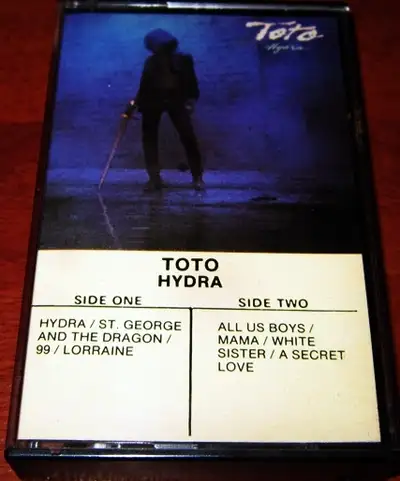 Toto
Hydra
TOTO
HYDRA
SIDE ONE
HYDRA / ST. GEORGE
AND THE DRAGON /
99 / LORRAINE
SIDE TWO
ALL US BOYS /
MAMA / WHITE
SISTER / A SECRET
LOVE